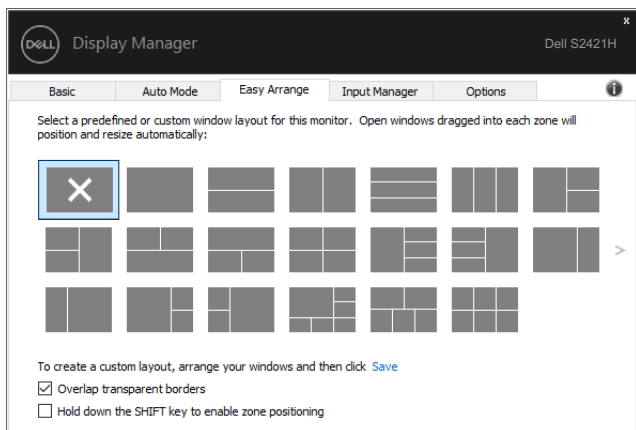 x
DELL Display Manager Dell S2421H
Basic Auto Mode Easy Arrange Input Manager Options i
Select a predefined or custom window layout for this monitor. Open windows dragged into each zone will
position and resize automatically:
>
To create a custom layout, arrange your windows and then click Save
Overlap transparent borders
Hold down the SHIFT key to enable zone positioning